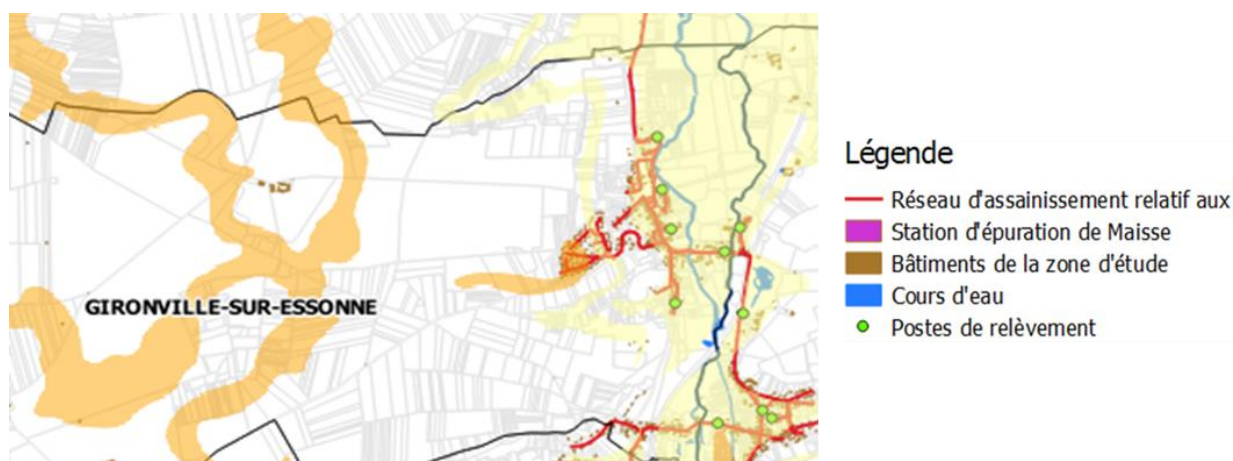 GIRONVILLE-SUR-ESSONNE
Légende
Réseau d'assainissement relatif aux
Station d'épuration de Maisse
Bâtiments de la zone d'étude
Cours d'eau
Postes de relèvement